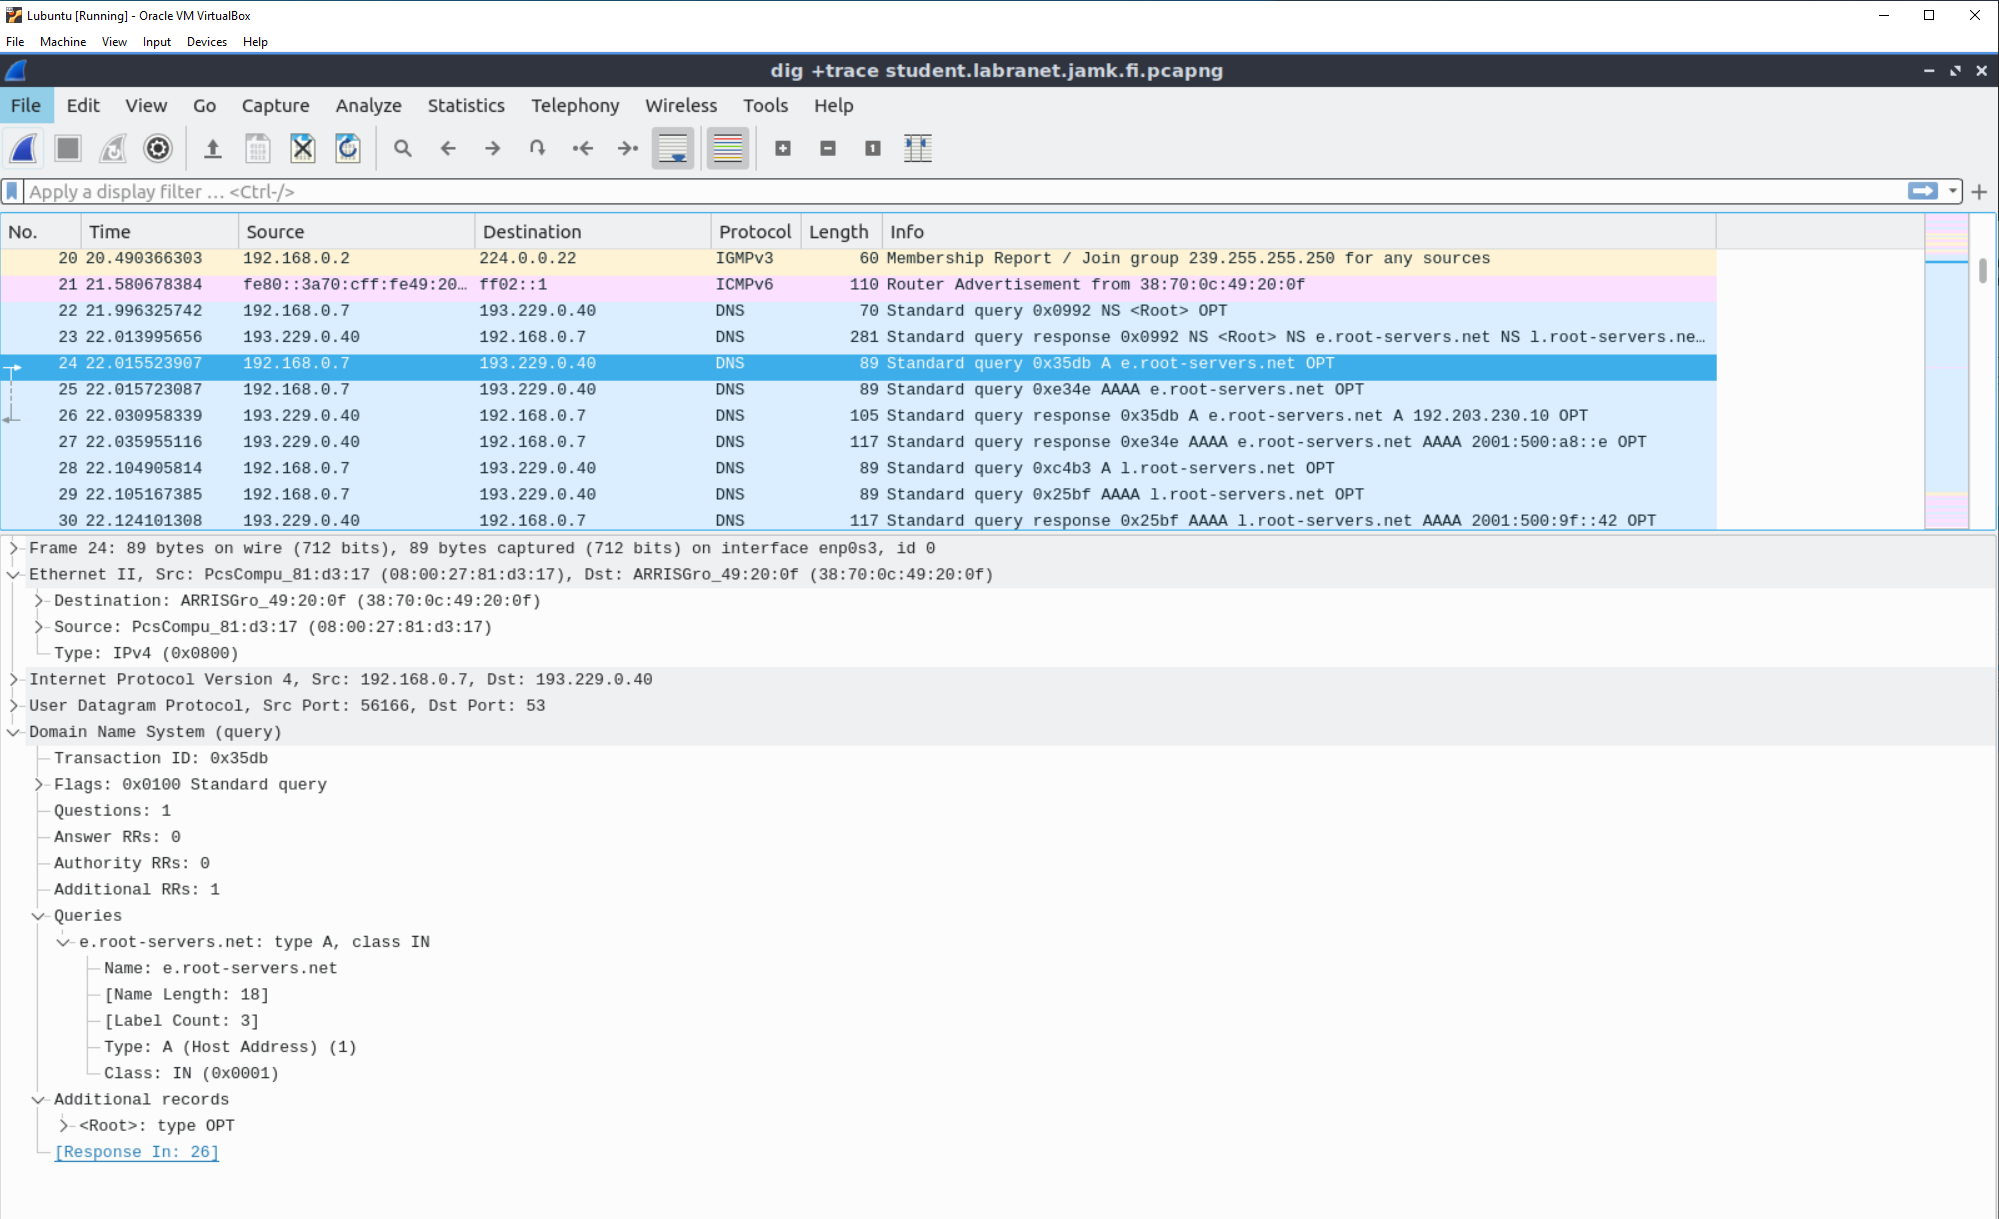 Lubuntu [Running] - Oracle VM VirtualBox
File Machine View Input Devices Help
dig +trace student.labranet.jamk.fi.pcapng
File Edit View Go Capture Analyze Statistics Telephony Wireless Tools Help
Apply a display filter … <Ctrl-/>
No. Time Source Destination Protocol Length Info
20 20.490366303 192.168.0.2 224.0.0.22 IGMPv3 60 Membership Report / Join group 239.255.255.250 for any sources
21 21.580678384 fe80::3a70:cff:fe49:20… ff02::1 ICMPv6 110 Router Advertisement from 38:70:0c:49:20:0f
22 21.996325742 192.168.0.7 193.229.0.40 DNS 70 Standard query 0x0992 NS <Root> OPT
23 22.013995656 193.229.0.40 192.168.0.7 DNS 281 Standard query response 0x0992 NS <Root> NS e.root-servers.net NS l.root-servers.ne…
24 22.015523907 192.168.0.7 193.229.0.40 DNS 89 Standard query 0x35db A e.root-servers.net OPT
25 22.015723087 192.168.0.7 193.229.0.40 DNS 89 Standard query 0xe34e AAAA e.root-servers.net OPT
26 22.030958339 193.229.0.40 192.168.0.7 DNS 105 Standard query response 0x35db A e.root-servers.net A 192.203.230.10 OPT
27 22.035955116 193.229.0.40 192.168.0.7 DNS 117 Standard query response 0xe34e AAAA e.root-servers.net AAAA 2001:500:a8::e OPT
28 22.104905814 192.168.0.7 193.229.0.40 DNS 89 Standard query 0xc4b3 A l.root-servers.net OPT
29 22.105167385 192.168.0.7 193.229.0.40 DNS 89 Standard query 0x25bf AAAA l.root-servers.net OPT
30 22.124101308 193.229.0.40 192.168.0.7 DNS 117 Standard query response 0x25bf AAAA l.root-servers.net AAAA 2001:500:9f::42 OPT
Frame 24: 89 bytes on wire (712 bits), 89 bytes captured (712 bits) on interface enp0s3, id 0
Ethernet II, Src: PcsCompu_81:d3:17 (08:00:27:81:d3:17), Dst: ARRISGro_49:20:0f (38:70:0c:49:20:0f)
Destination: ARRISGro_49:20:0f (38:70:0c:49:20:0f)
Source: PcsCompu_81:d3:17 (08:00:27:81:d3:17)
Type: IPv4 (0x0800)
Internet Protocol Version 4, Src: 192.168.0.7, Dst: 193.229.0.40
User Datagram Protocol, Src Port: 56166, Dst Port: 53
Domain Name System (query)
Transaction ID: 0x35db
Flags: 0x0100 Standard query
Questions: 1
Answer RRs: 0
Authority RRs: 0
Additional RRs: 1
Queries
e.root-servers.net: type A, class IN
Name: e.root-servers.net
[Name Length: 18]
[Label Count: 3]
Type: A (Host Address) (1)
Class: IN (0x0001)
Additional records
<Root>: type OPT
[Response In: 26]